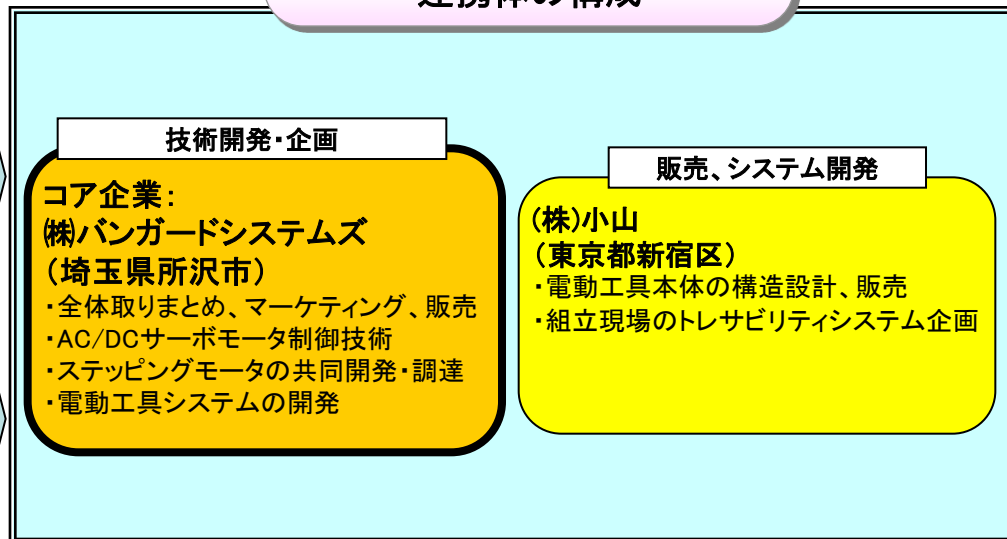 連携体の構成
技術開発・企画
コア企業:
㈱バンガードシステムズ
(埼玉県所沢市)
・全体取りまとめ、マーケティング、販売
・AC/DCサーボモータ制御技術
・ステッピングモータの共同開発・調達
・電動工具システムの開発
販売、システム開発
(株)小山
(東京都新宿区)
・電動工具本体の構造設計、販売
・組立現場のトレサビリティシステム企画